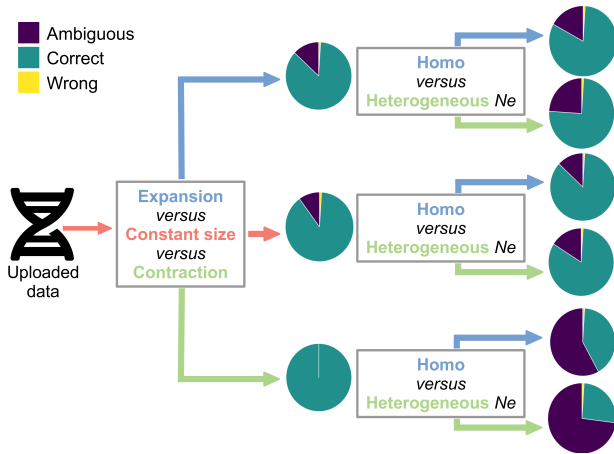 Ambiguous
Correct
Wrong
Homo
versus
Heterogeneous Ne
Expansion
versus
Constant size
versus
Contraction
Uploaded
data
Homo
versus
Heterogeneous Ne
Homo
versus
Heterogeneous Ne